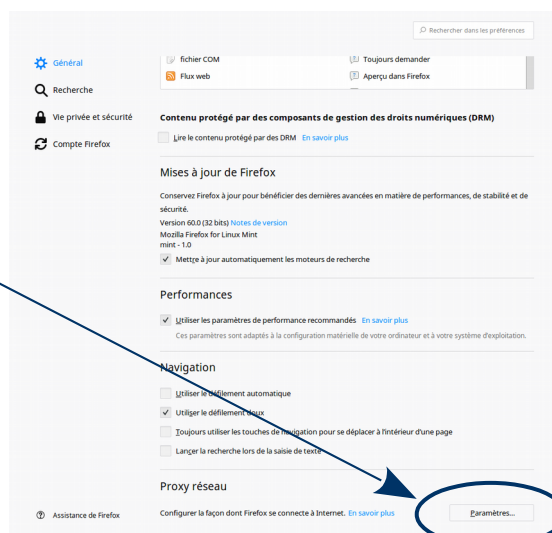 Rechercher dans les préférences
Général
Recherche
Vie privée et sécurité
Compte Firefox
fichier COM Toujours demander
Flux web Aperçu dans Firefox
Contenu protégé par des composants de gestion des droits numériques (DRM)
Lire le contenu protégé par des DRM En savoir plus
Mises à jour de Firefox
Conservez Firefox à jour pour bénéficier des dernières avancées en matière de performances, de stabilité et de
sécurité.
Version 60.0 (32 bits) Notes de version
Mozilla Firefox for Linux Mint
mint - 1.0
Mettre à jour automatiquement les moteurs de recherche
Performances
Utiliser les paramètres de performance recommandés En savoir plus
Ces paramètres sont adaptés à la configuration matérielle de votre ordinateur et à votre système d'exploitation.
Navigation
Utiliser le défilement automatique
Utiliser le défilement doux
Toujours utiliser les touches de navigation pour se déplacer à l'intérieur d'une page
Lancer la recherche lors de la saisie de texte
Proxy réseau
Configurer la façon dont Firefox se connecte à Internet. En savoir plus Paramètres...
Assistance de Firefox